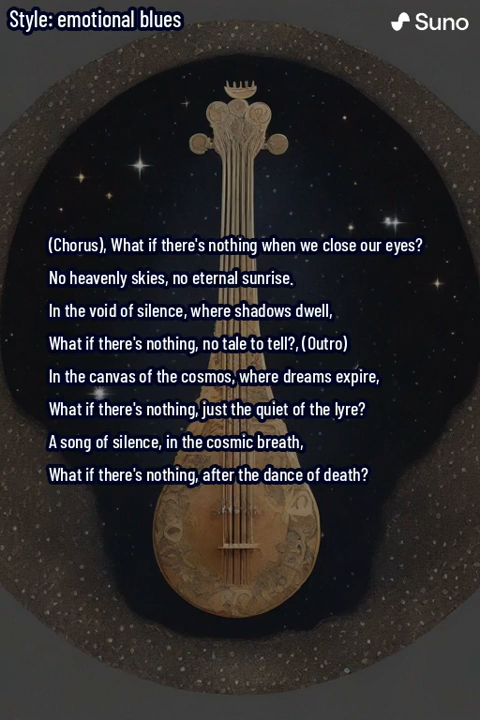 Style: emotional blues
Suno
(Chorus), What if there's nothing when we close our eyes?
No heavenly skies, no eternal sunrise.
In the void of silence, where shadows dwell,
What if there's nothing, no tale to tell?, (Outro)
In the canvas of the cosmos, where dreams expire,
What if there's nothing, just the quiet of the lyre?
A song of silence, in the cosmic breath,
What if there's nothing, after the dance of death?